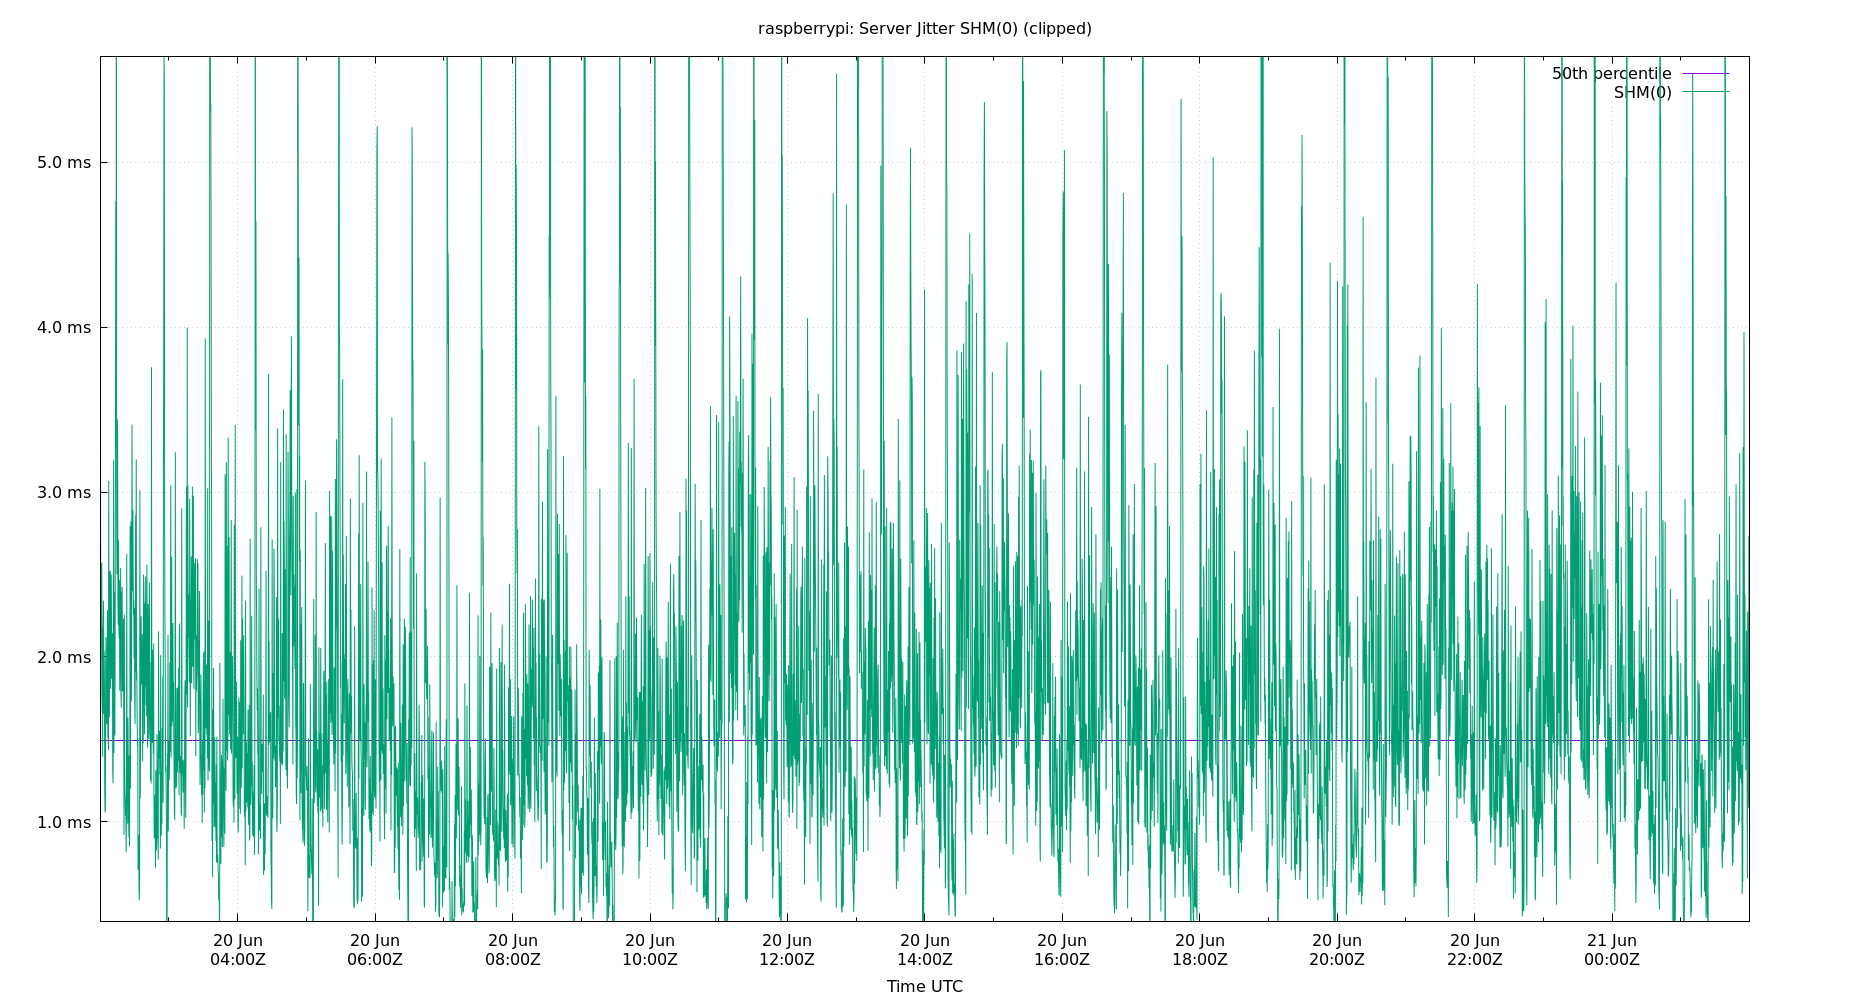 raspberrypi: Server Jitter SHM(0) (clipped)
50th percentile
SHM(0)
5.0 ms
4.0 ms
3.0 ms
2.0 ms
1.0 ms
20 Jun 20 Jun 20 Jun 20 Jun 20 Jun 20 Jun 20 Jun 20 Jun 20 Jun 20 Jun 21 Jun
04:00Z 06:00Z 08:00Z 10:00Z 12:00Z 14:00Z 16:00Z 18:00Z 20:00Z 22:00Z 00:00Z
Time UTC